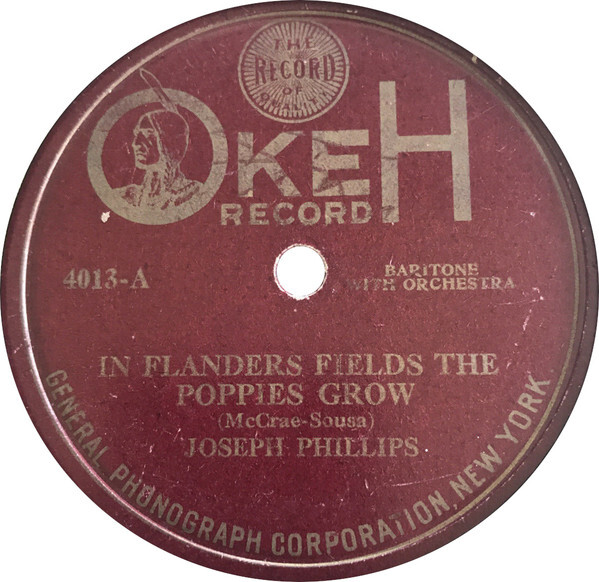 THE
RECORD
OF
QUALITY
OKEH
RECORD
4013-A
BARITONE
WITH ORCHESTRA
IN FLANDERS FIELDS THE
POPPIES GROW
(McCrae-Sousa)
JOSEPH PHILLIPS
GENERAL PHONOGRAPH CORPORATION, NEW YORK